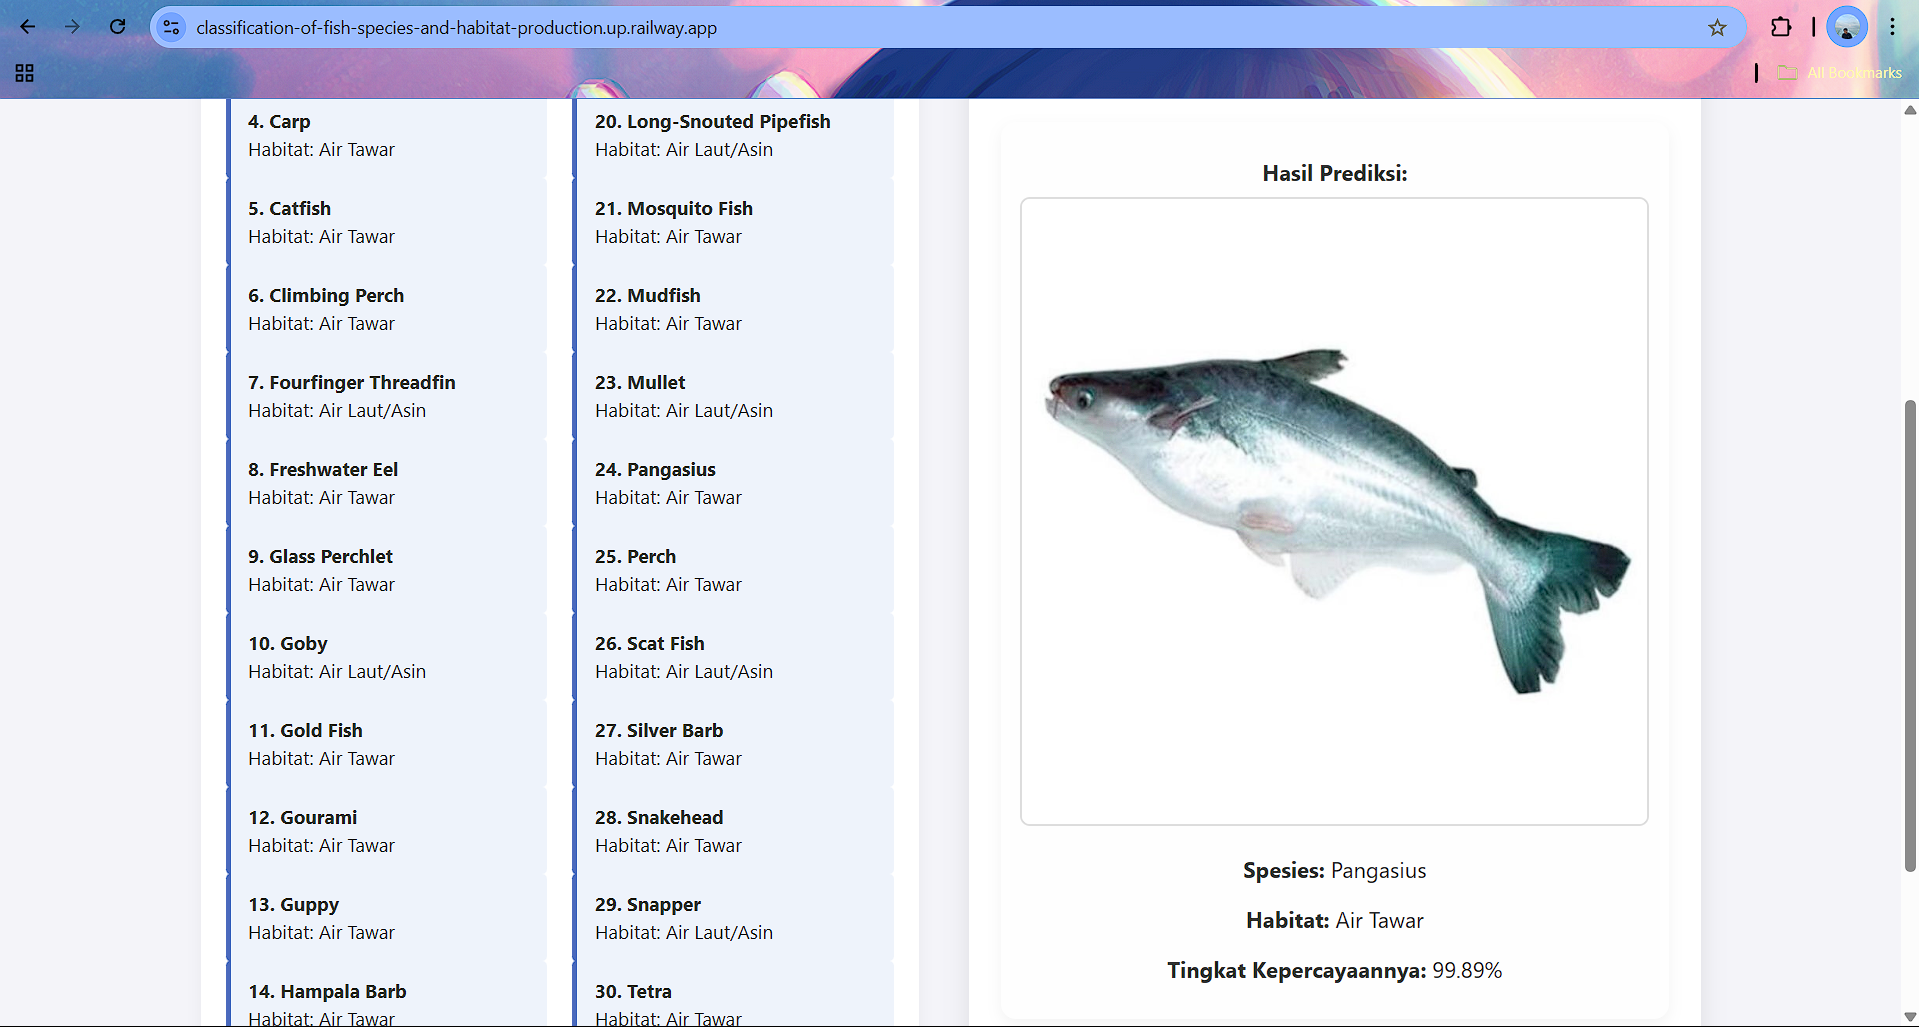 classification-of-fish-species-and-habitat-production.up.railway.app
All Bookmarks
4. Carp
Habitat: Air Tawar
5. Catfish
Habitat: Air Tawar
6. Climbing Perch
Habitat: Air Tawar
7. Fourfinger Threadfin
Habitat: Air Laut/Asin
8. Freshwater Eel
Habitat: Air Tawar
9. Glass Perchlet
Habitat: Air Tawar
10. Goby
Habitat: Air Laut/Asin
11. Gold Fish
Habitat: Air Tawar
12. Gourami
Habitat: Air Tawar
13. Guppy
Habitat: Air Tawar
14. Hampala Barb
Habitat: Air Tawar
20. Long-Snouted Pipefish
Habitat: Air Laut/Asin
21. Mosquito Fish
Habitat: Air Tawar
22. Mudfish
Habitat: Air Tawar
23. Mullet
Habitat: Air Laut/Asin
24. Pangasius
Habitat: Air Tawar
25. Perch
Habitat: Air Tawar
26. Scat Fish
Habitat: Air Laut/Asin
27. Silver Barb
Habitat: Air Tawar
28. Snakehead
Habitat: Air Tawar
29. Snapper
Habitat: Air Laut/Asin
30. Tetra
Habitat: Air Tawar
Hasil Prediksi:
Spesies: Pangasius
Habitat: Air Tawar
Tingkat Kepercayaannya: 99.89%